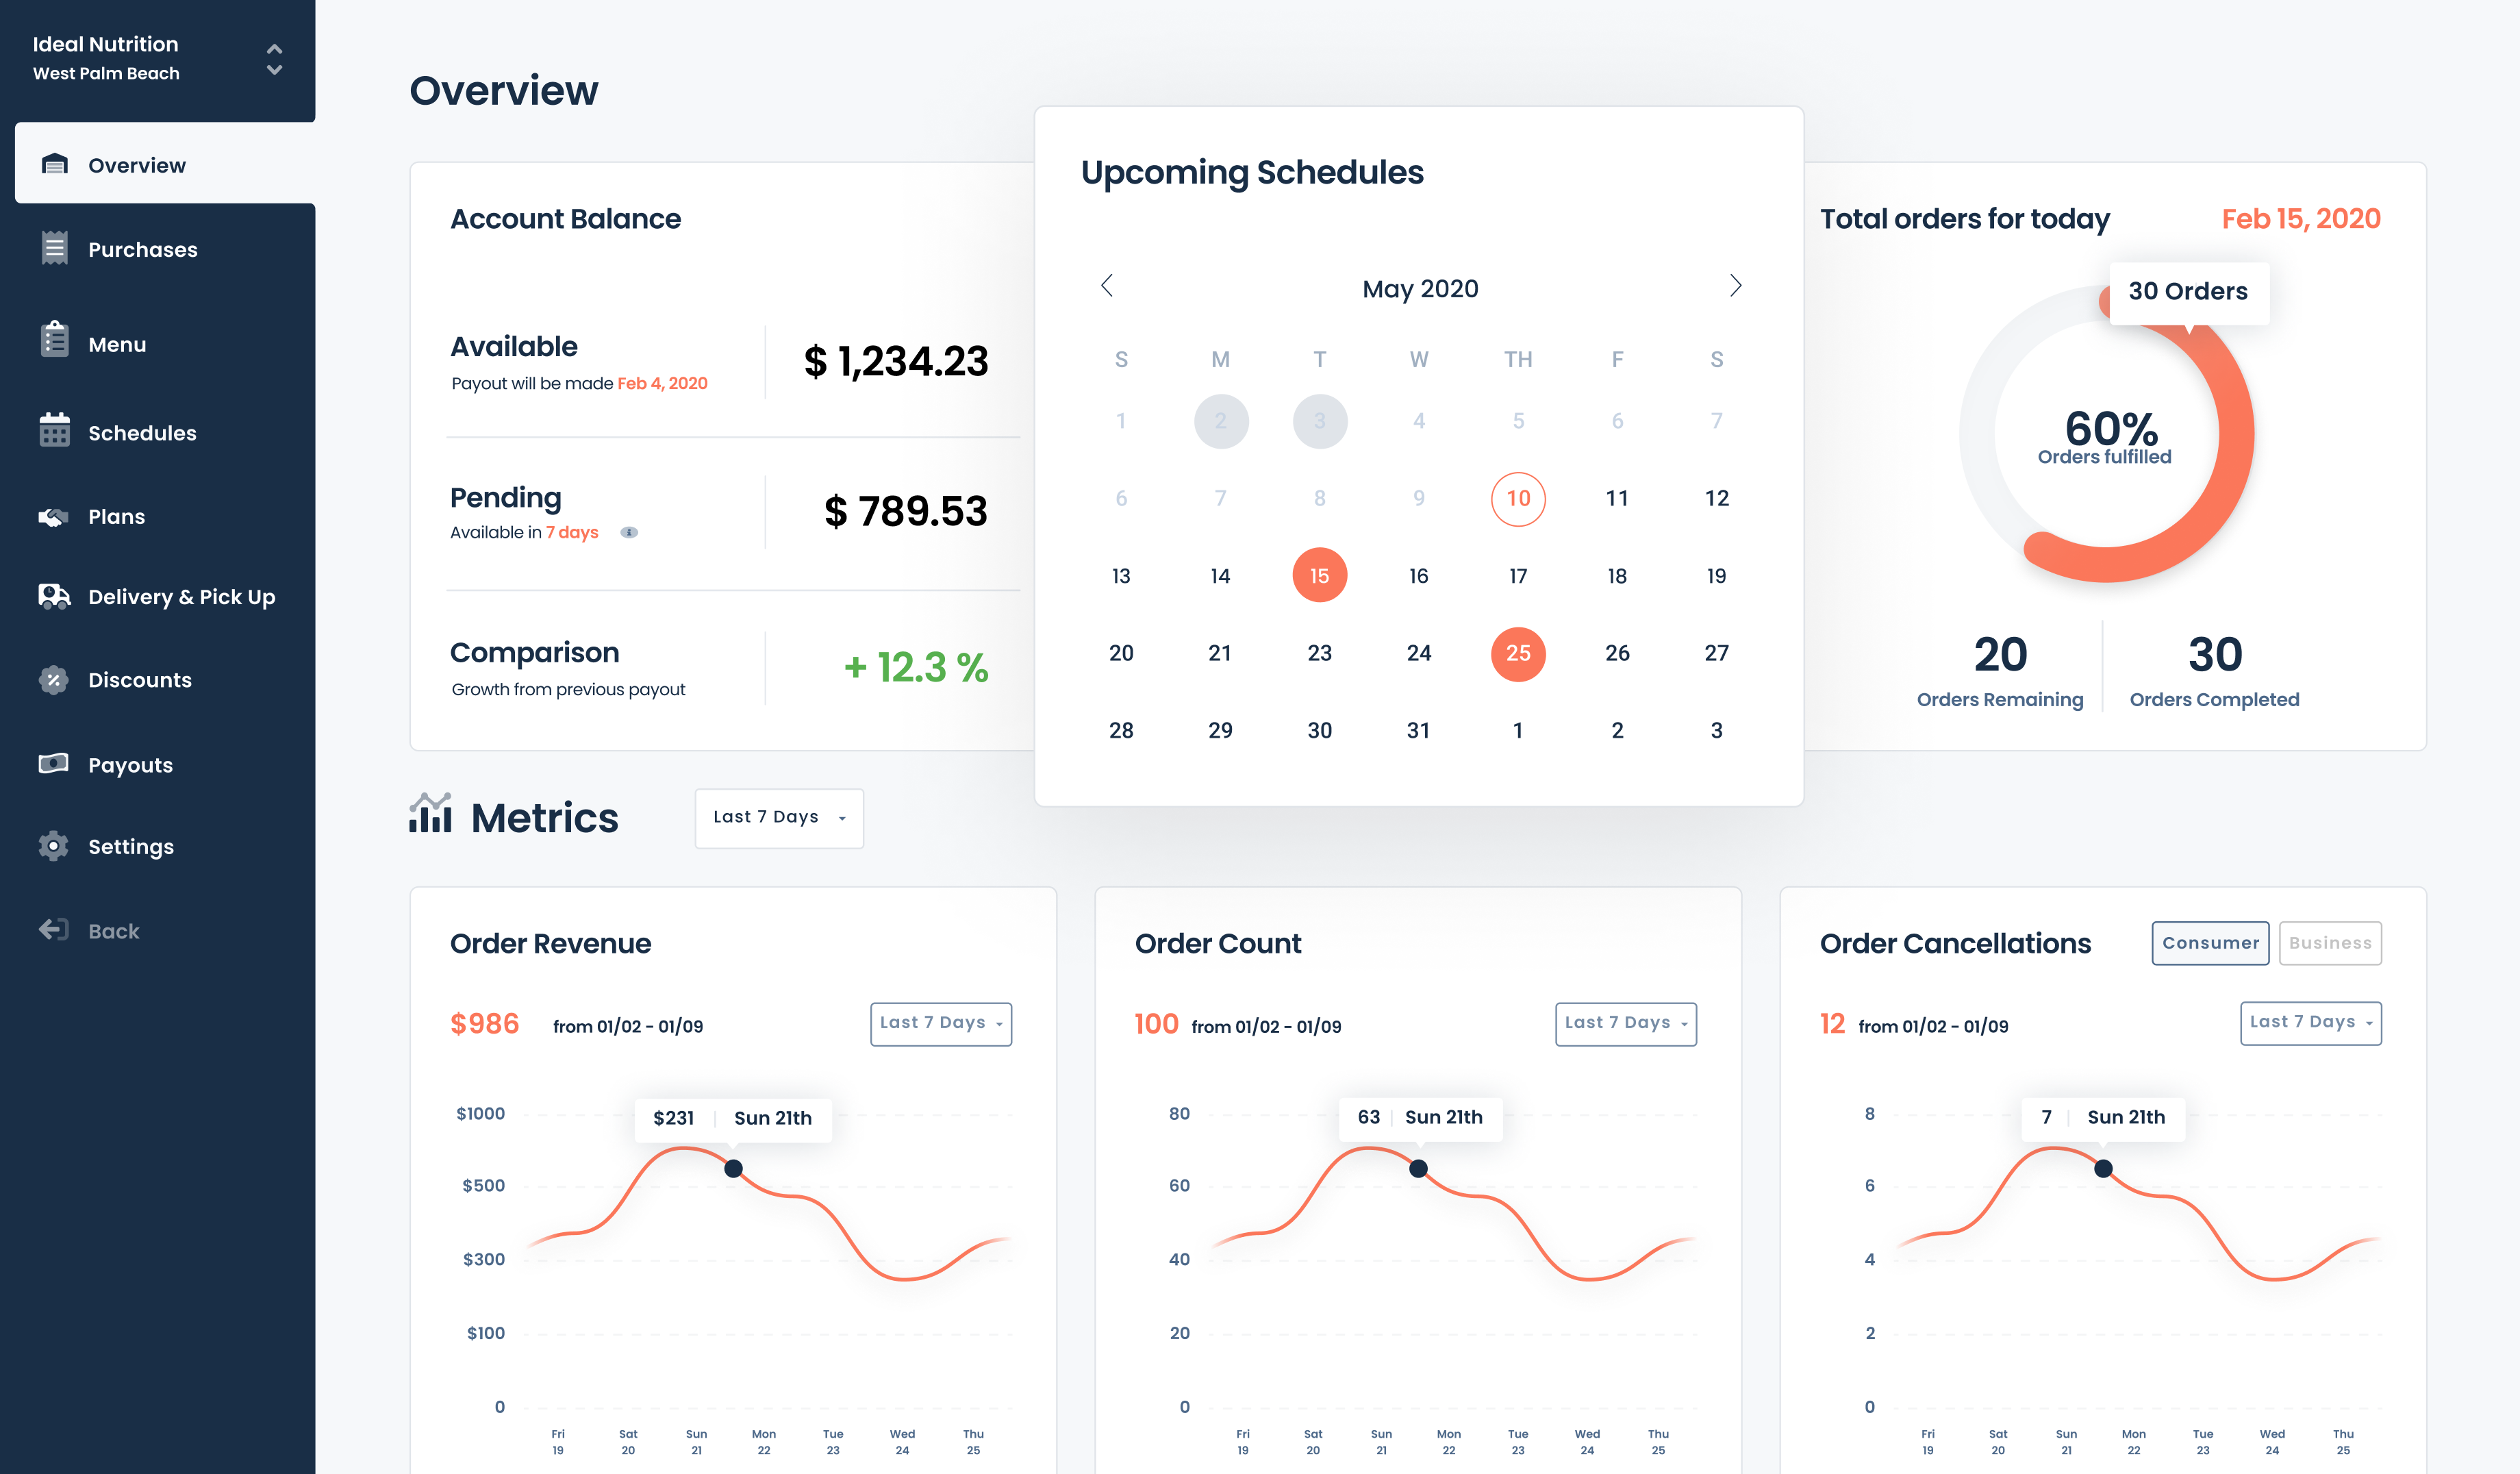 Ideal Nutrition
West Palm Beach
Overview
Purchases
Menu
Schedules
Plans
Delivery & Pick Up
Discounts
Payouts
Settings
Back
Overview
Account Balance
Available
Payout will be made Feb 4, 2020
$ 1,234.23
Pending
Available in 7 days
$ 789.53
Comparison
Growth from previous payout
+ 12.3 %
Upcoming Schedules
May 2020
S M T W TH F S
1 2 3 4 5 6 7
6 7 8 9 10 11 12
13 14 15 16 17 18 19
20 21 23 24 25 26 27
28 29 30 31 1 2 3
Total orders for today
Feb 15, 2020
30 Orders
60%
Orders fulfilled
20
Orders Remaining
30
Orders Completed
Metrics
Last 7 Days
Order Revenue
$986 from 01/02 - 01/09
Last 7 Days
$231 Sun 21th
$1000
$500
$300
$100
0
Fri Sat Sun Mon Tue Wed Thu
19 20 21 22 23 24 25
Order Count
100 from 01/02 - 01/09
Last 7 Days
63 Sun 21th
80
60
40
20
0
Fri Sat Sun Mon Tue Wed Thu
19 20 21 22 23 24 25
Order Cancellations
Consumer
Business
12 from 01/02 - 01/09
Last 7 Days
7 Sun 21th
8
6
4
2
0
Fri Sat Sun Mon Tue Wed Thu
19 20 21 22 23 24 25